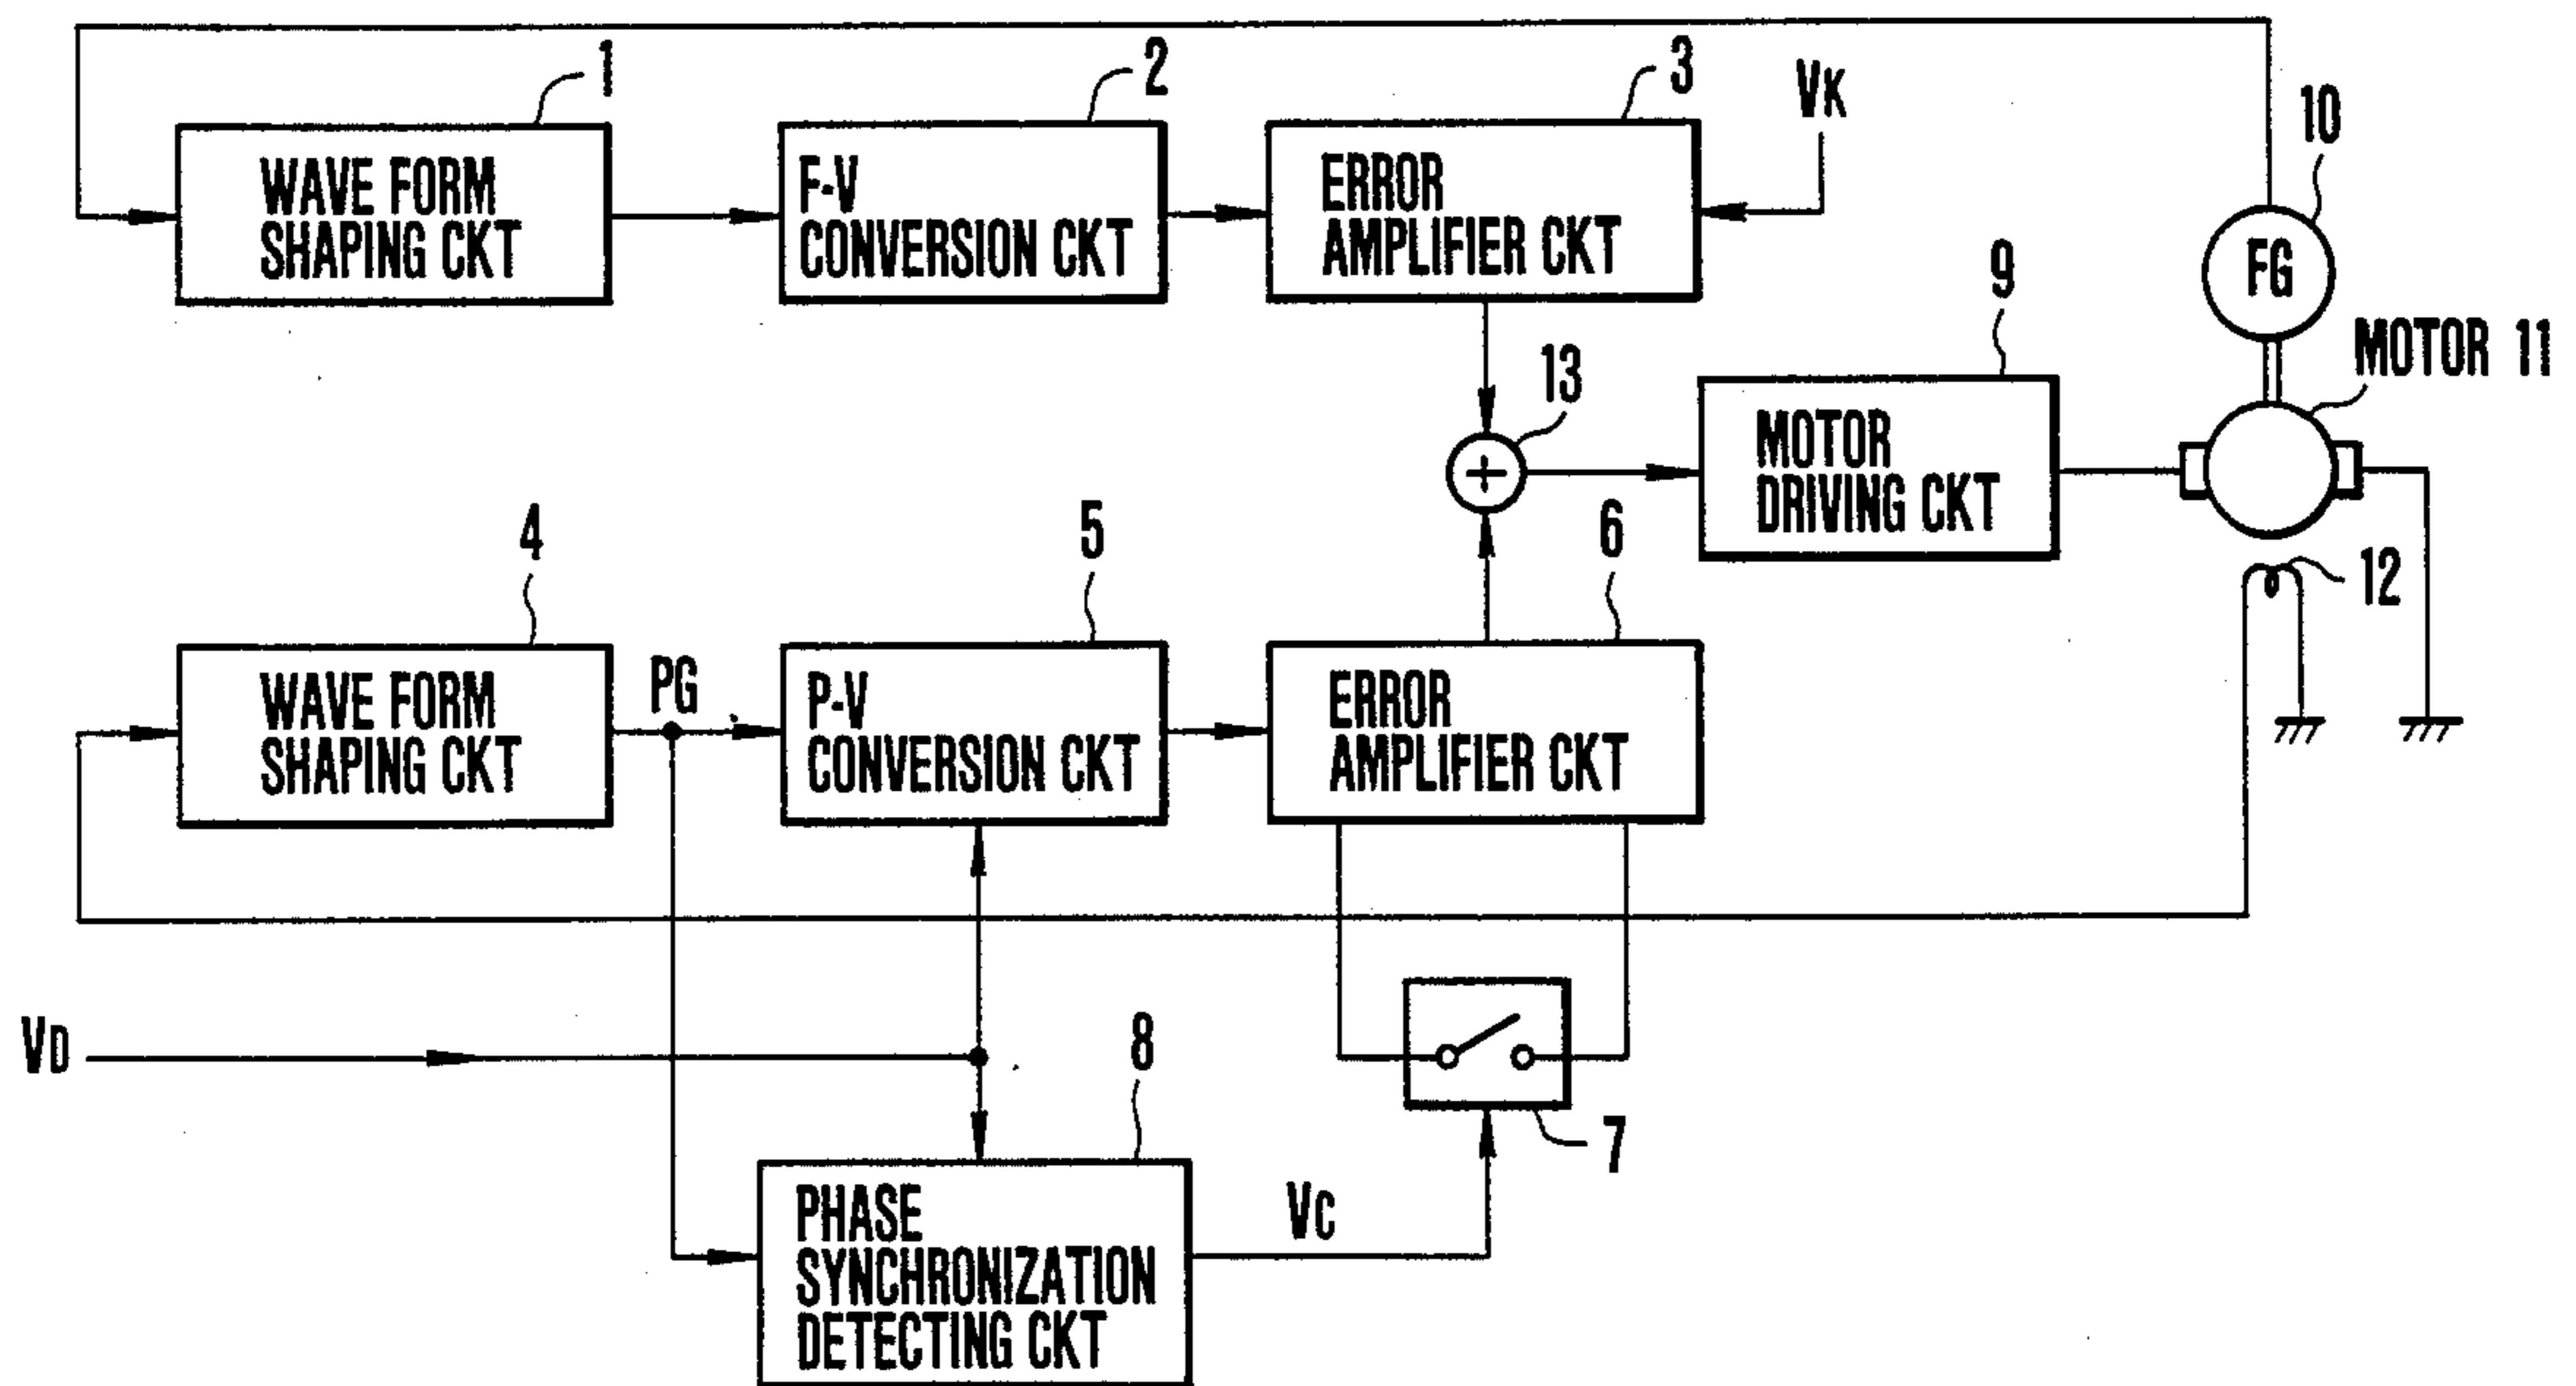 1
2
3
VK
10
WAVE FORM
SHAPING CKT
F-V
CONVERSION CKT
ERROR
AMPLIFIER CKT
FG
9
MOTOR 11
13
MOTOR
DRIVING CKT
4
5
6
12
WAVE FORM
SHAPING CKT
PG
P-V
CONVERSION CKT
ERROR
AMPLIFIER CKT
VD
8
7
PHASE
SYNCHRONIZATION
DETECTING CKT
VC